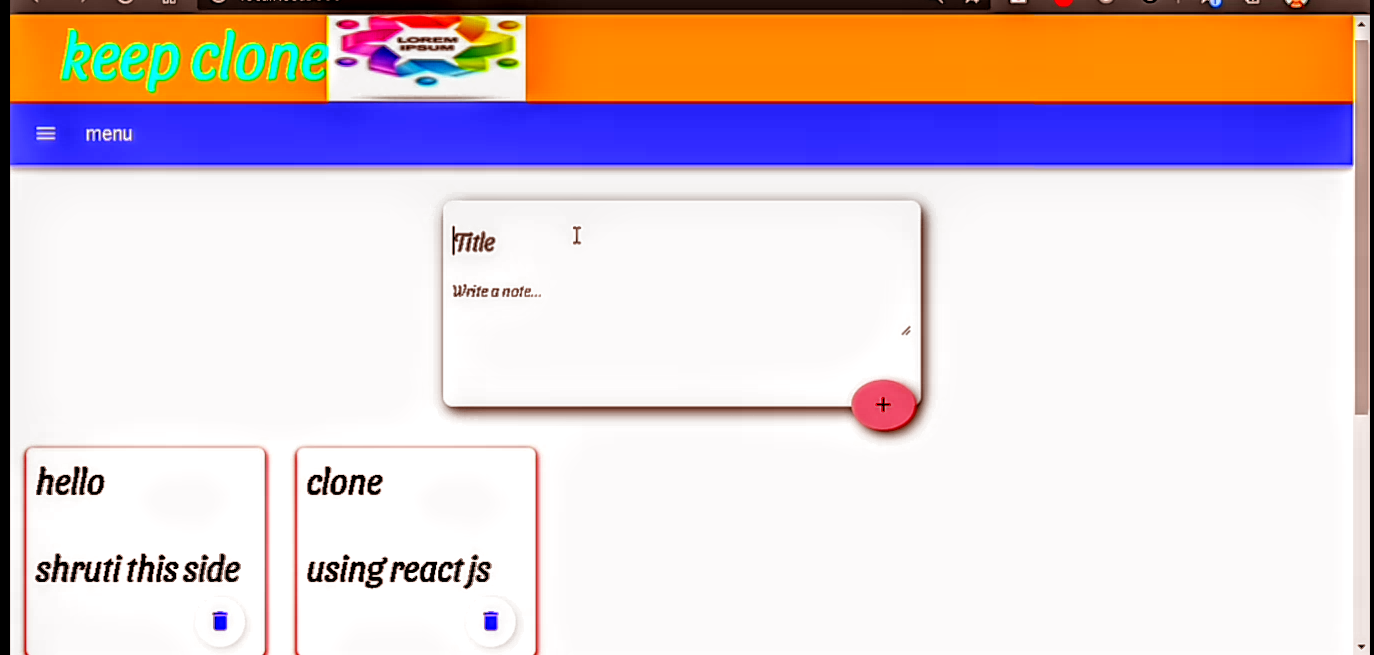 keep clone
LOREM
IPSUM
menu
Title
Write a note...
+
hello
shruti this side
clone
using react js